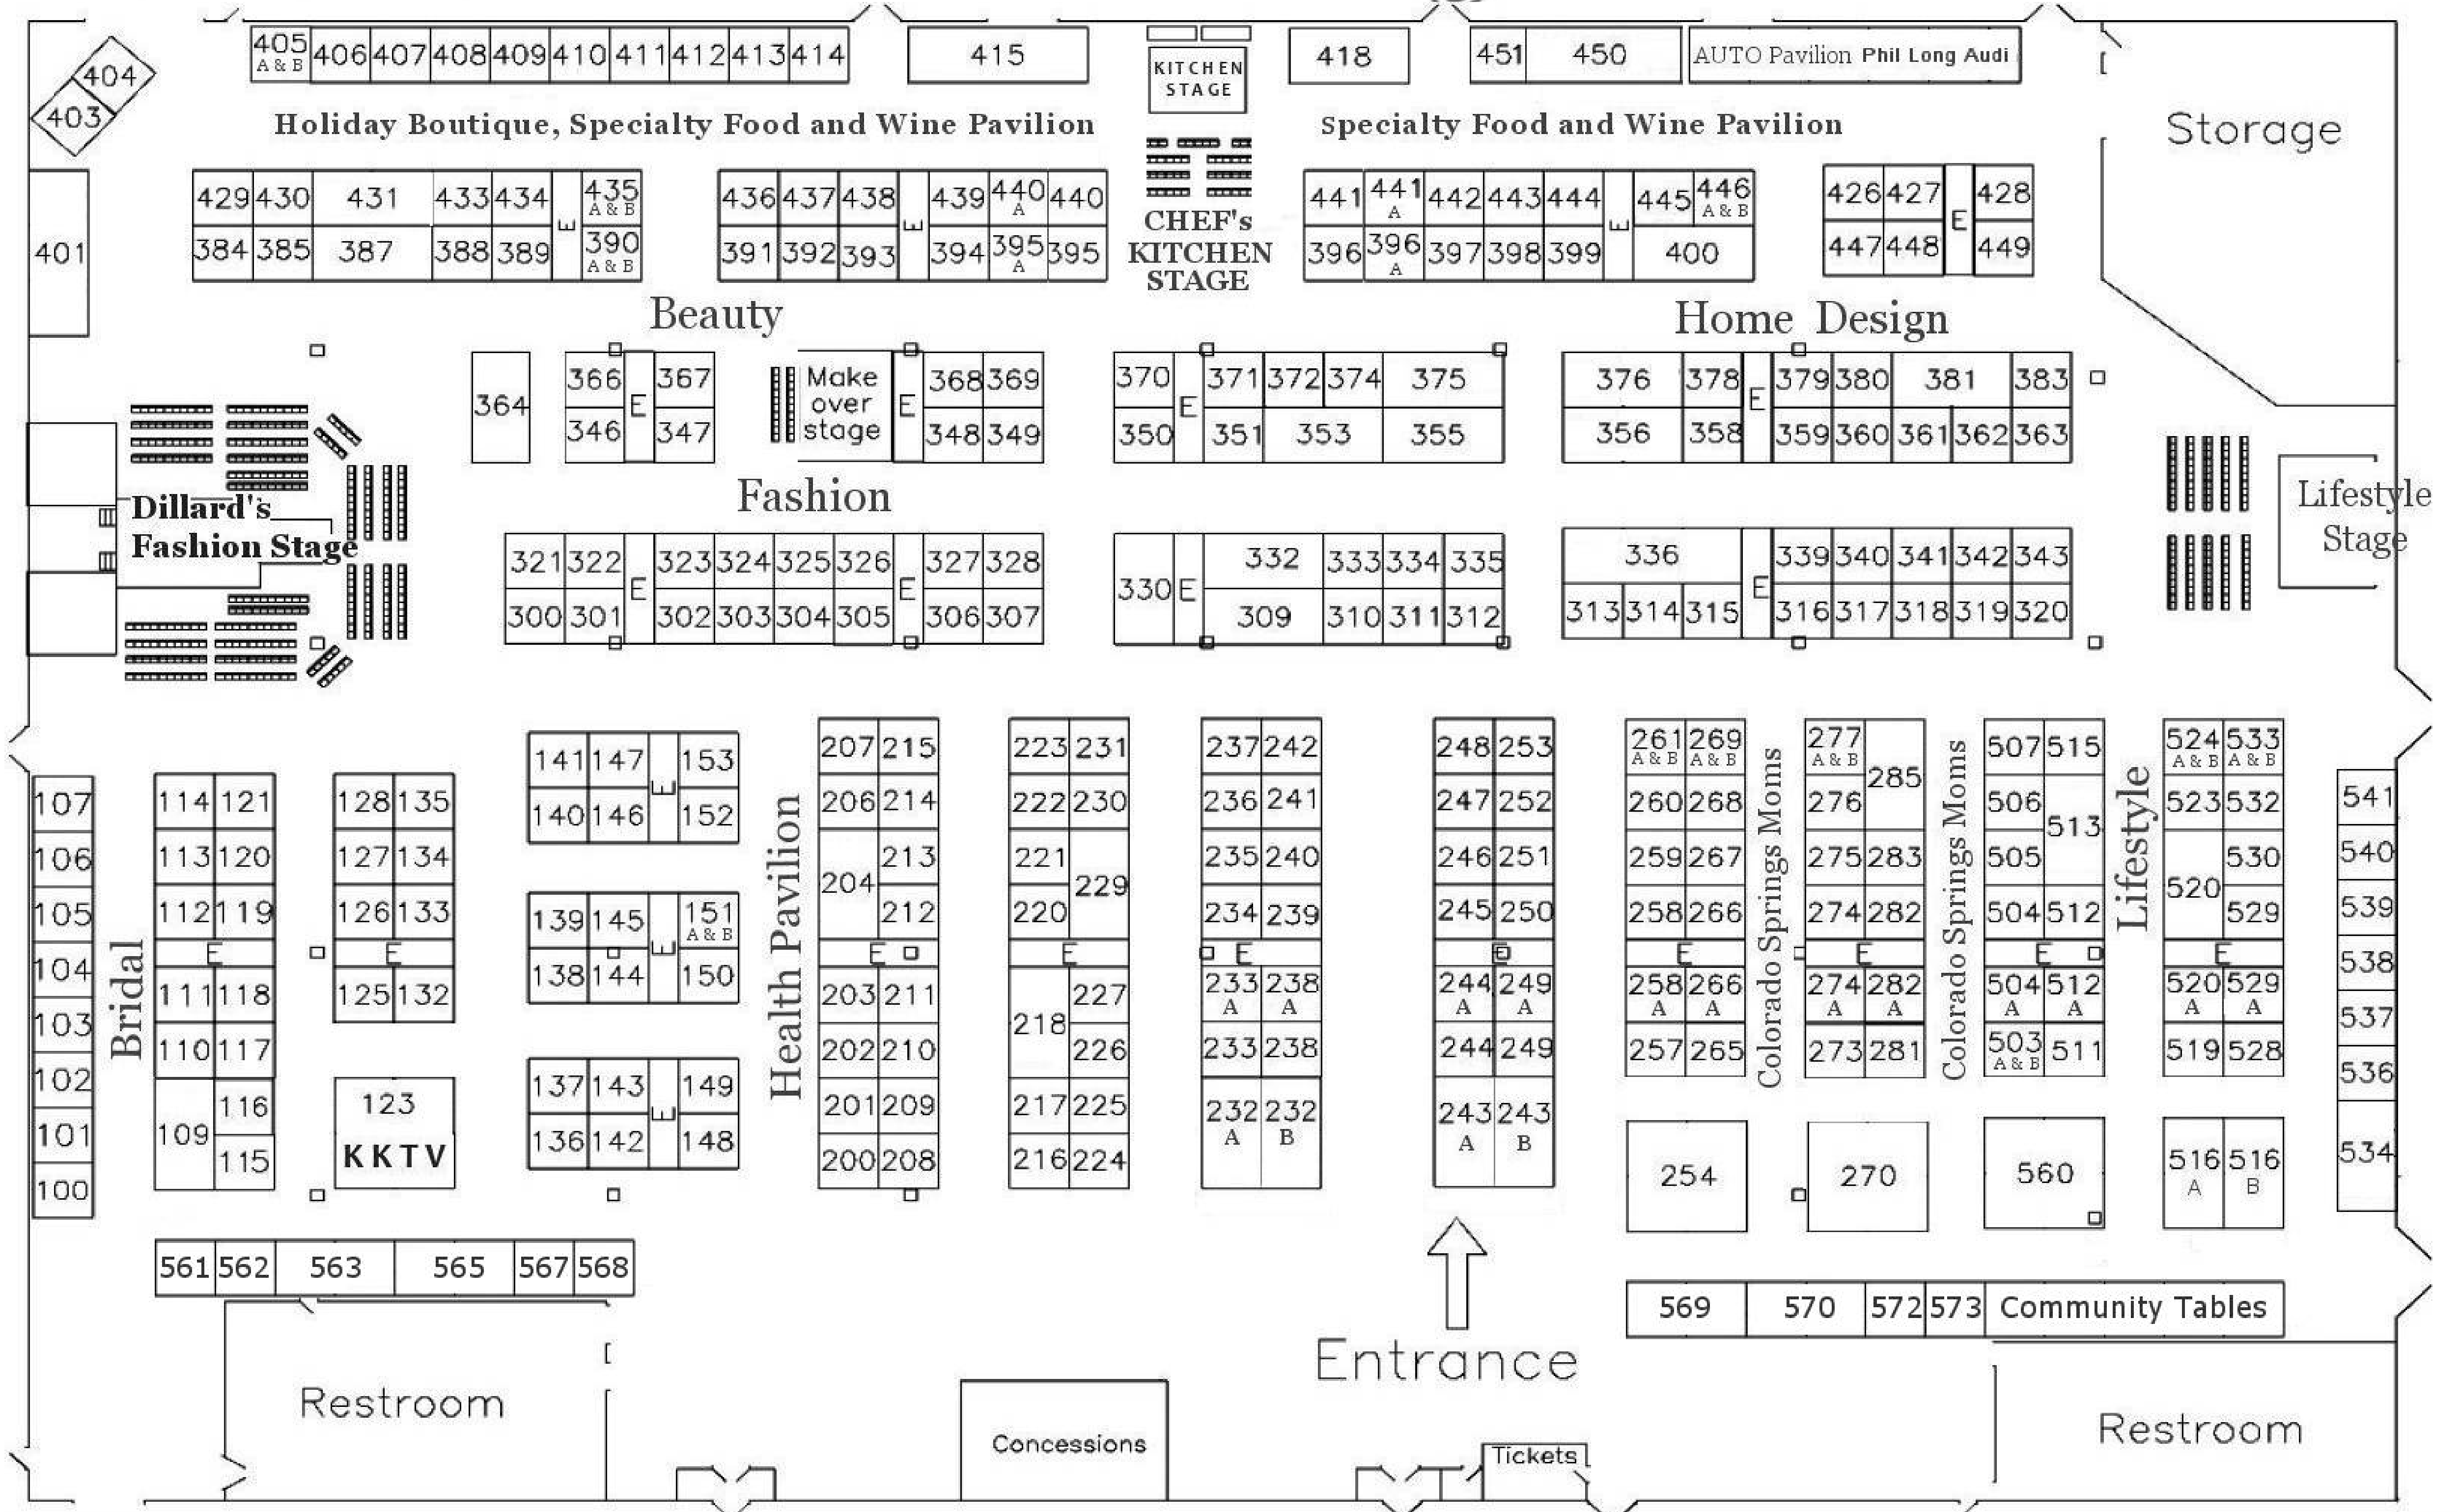 405 406 407 408 409 410 411 412 413 414 415 KITCHEN 418 451 450 AUTO Pavilion Phil Long Audi
A & B
STAGE
404
403
Holiday Boutique, Specialty Food and Wine Pavilion
Specialty Food and Wine Pavilion
Storage
429 430 431 433 434 E 435 436 437 438 E 439 440 440 441 441 442 443 444 E 445 446 426 427 E 428
A & B A A A & B
384 385 387 388 389 390 391 392 393 394 395 395 396 396 397 398 399 400 447 448 449
A & B A A
401
CHEF's
KITCHEN
STAGE
Beauty
Home Design
364 366 E 367 Make E 368 369 370 E 371 372 374 375 376 378 E 379 380 381 383
over
346 347 stage 348 349 350 351 353 355 356 358 359 360 361 362 363
Dillard's
Fashion Stage
Fashion
Lifestyle
Stage
321 322 E 323 324 325 326 E 327 328 330 E 332 333 334 335 336 E 339 340 341 342 343
300 301 302 303 304 305 306 307 309 310 311 312 313 314 315 316 317 318 319 320
107
106
105
104
103
102
101
100
Bridal
114 121
113 120
112 119
E
111 118
110 117
109 116
115
128 135
127 134
126 133
E
125 132
123
KKTV
141 147 E 153
140 146 152
139 145 E 151
A & B
138 144 150
137 143 E 149
136 142 148
Health Pavilion
207 215
206 214
204 213
212
E
203 211
202 210
201 209
200 208
223 231
222 230
221 229
220
E
218 227
226
217 225
216 224
237 242
236 241
235 240
234 239
E
233 238
A A
233 238
232 232
A B
248 253
247 252
246 251
245 250
244 249
A A
244 249
243 243
A B
261 269
A & B A & B
260 268
259 267
258 266
E
258 266
A A
257 265
254
Colorado Springs Moms
277 285
A & B
276
275 283
274 282
E
274 282
A A
273 281
270
Colorado Springs Moms
507 515
506 513
505
504 512
E
504 512
A A
503 511
A & B
560
Lifestyle
524 533
A & B A & B
523 532
520 530
529
E
520 529
A A
519 528
516 516
A B
541
540
539
538
537
536
534
561 562 563 565 567 568
569 570 572 573 Community Tables
Entrance
Restroom
Concessions
Tickets
Restroom